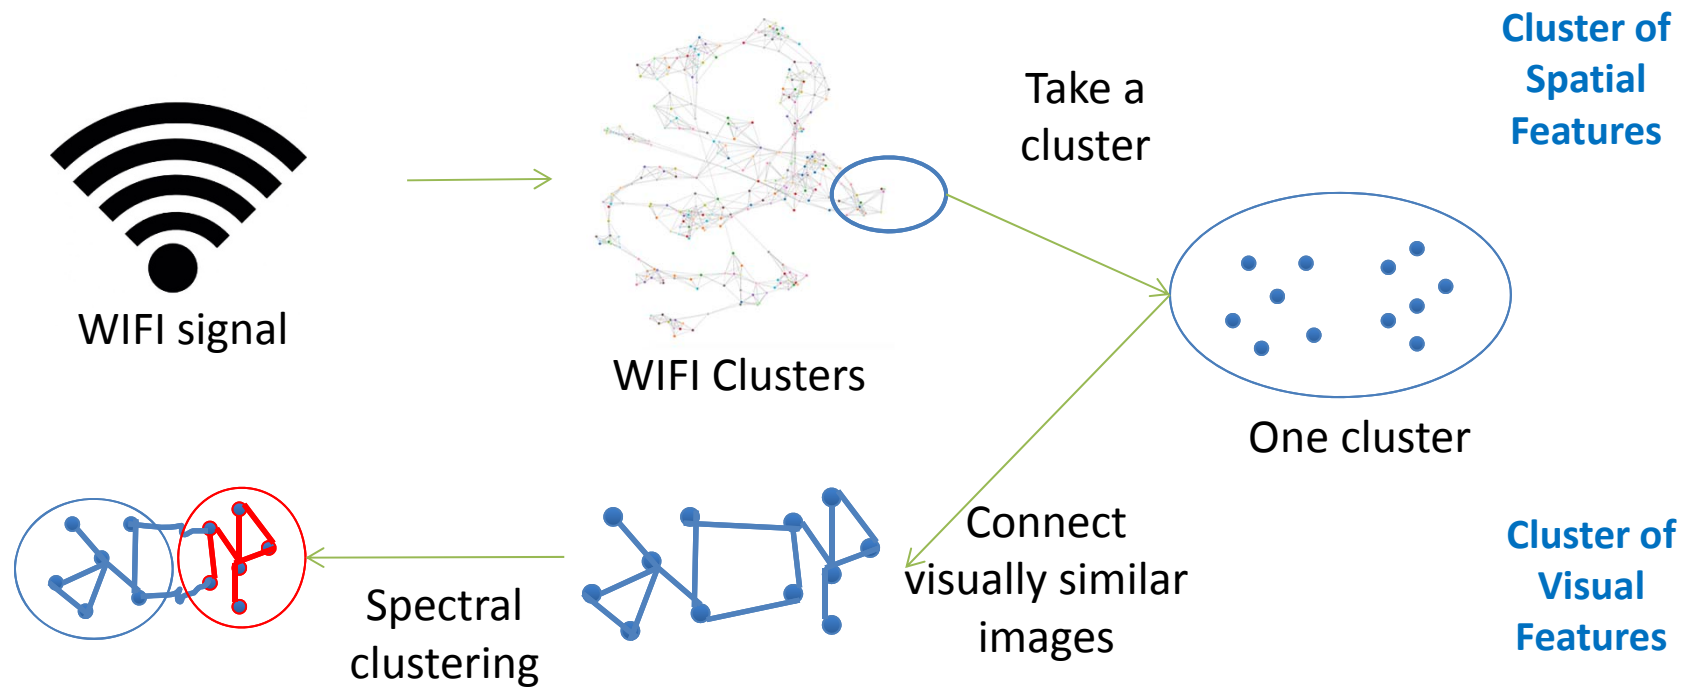 Cluster of
Spatial
Features
Take a
cluster
WIFI signal
WIFI Clusters
One cluster
Connect
visually similar
images
Spectral
clustering
Cluster of
Visual
Features